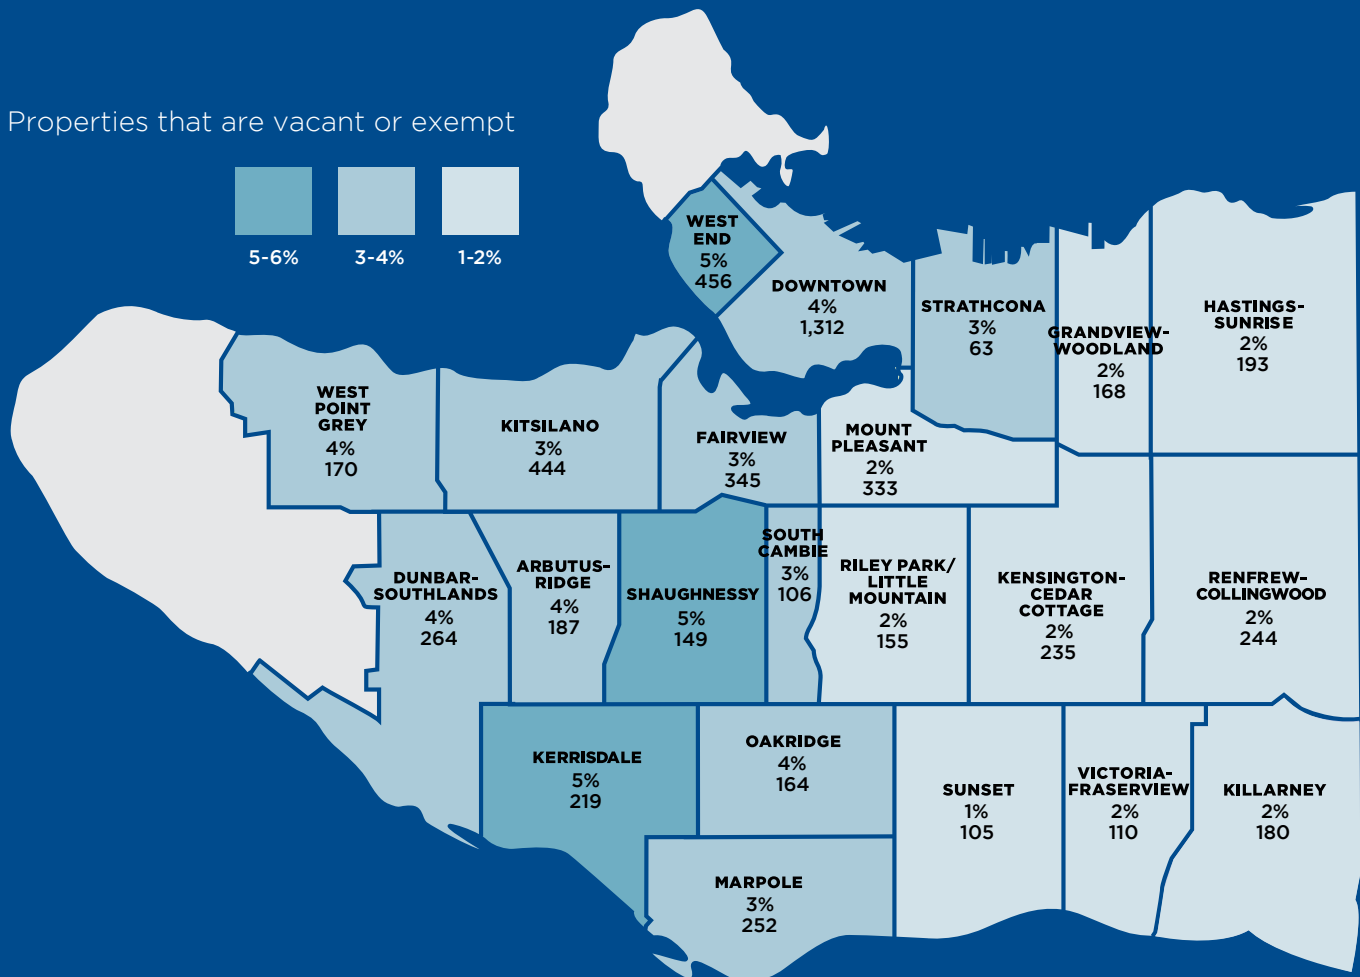 Properties that are vacant or exempt
5-6%
3-4%
1-2%
WEST
END
5%
456
DOWNTOWN
4%
1,312
STRATHCONA
3%
63
GRANDVIEW-
WOODLAND
2%
168
HASTINGS-
SUNRISE
2%
193
WEST
POINT
GREY
4%
170
KITSILANO
3%
444
FAIRVIEW
3%
345
MOUNT
PLEASANT
2%
333
DUNBAR-
SOUTHLANDS
4%
264
ARBUTUS-
RIDGE
4%
187
SHAUGHNESSY
5%
149
SOUTH
CAMBIE
3%
106
RILEY PARK/
LITTLE
MOUNTAIN
2%
155
KENSINGTON-
CEDAR
COTTAGE
2%
235
RENFREW-
COLLINGWOOD
2%
244
KERRISDALE
5%
219
OAKRIDGE
4%
164
SUNSET
1%
105
VICTORIA-
FRASERVIEW
2%
110
KILLARNEY
2%
180
MARPOLE
3%
252